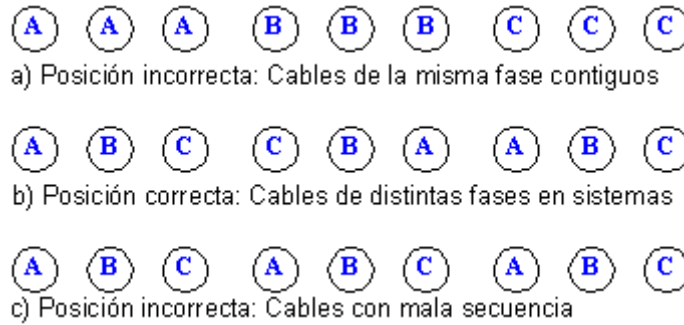 A A A B B B C C C
a) Posición incorrecta: Cables de la misma fase contiguos
A B C C B A A B C
b) Posición correcta: Cables de distintas fases en sistemas
A B C A B C A B C
c) Posición incorrecta: Cables con mala secuencia